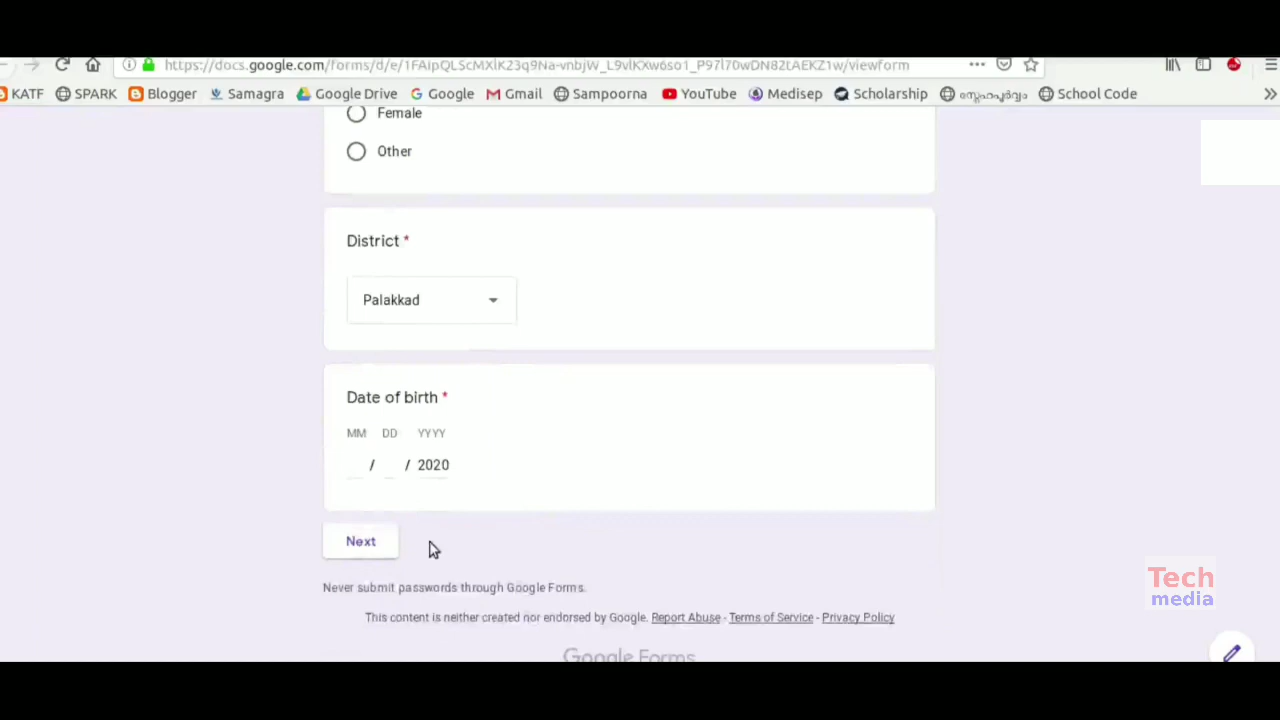 https://docs.google.com/forms/d/e/1FAIpQLScMXlK23q9Na-vnbjW_L9vlKXw6so1_P97l70wDN82tAEKZ1w/viewform
KATF SPARK Blogger Samagra Google Drive Google Gmail Sampoorna YouTube Medisep Scholarship സ്നേഹപൂർവ്വം School Code
Female
Other
District *
Palakkad
Date of birth *
MM DD YYYY
/ / 2020
Next
Never submit passwords through Google Forms.
This content is neither created nor endorsed by Google. Report Abuse - Terms of Service - Privacy Policy
Google Forms
Tech
media